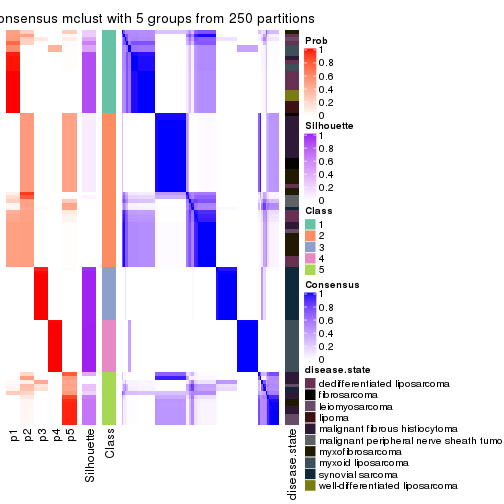 onsensus mclust with 5 groups from 250 partitions
Prob
1
0.8
0.6
0.4
0.2
0
Silhouette
1
0.8
0.6
0.4
0.2
0
Class
1
2
3
4
5
Consensus
1
0.8
0.6
0.4
0.2
0
disease.state
dedifferentiated liposarcoma
fibrosarcoma
leiomyosarcoma
lipoma
malignant fibrous histiocytoma
malignant peripheral nerve sheath tumo
myxofibrosarcoma
myxoid liposarcoma
synovial sarcoma
well-differentiated liposarcoma
p1
p2
p3
p4
p5
Silhouette
Class
disease.state